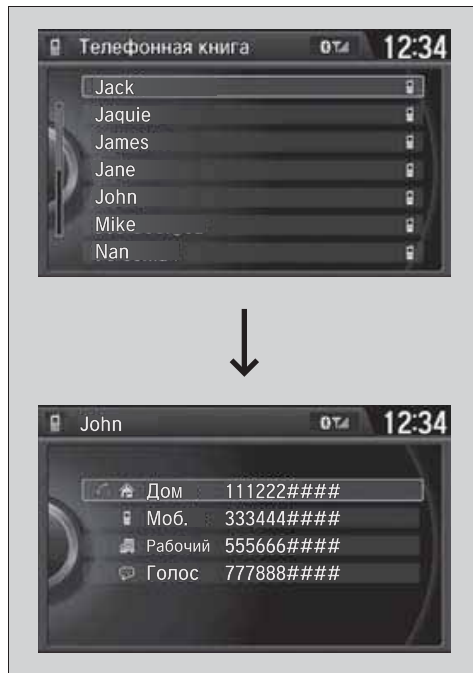 Телефонная книга 12:34
Jack
Jaquie
James
Jane
John
Mike
Nan
John 12:34
Дом 111222####
Моб. 333444####
Рабочий 555666####
Голос 777888####